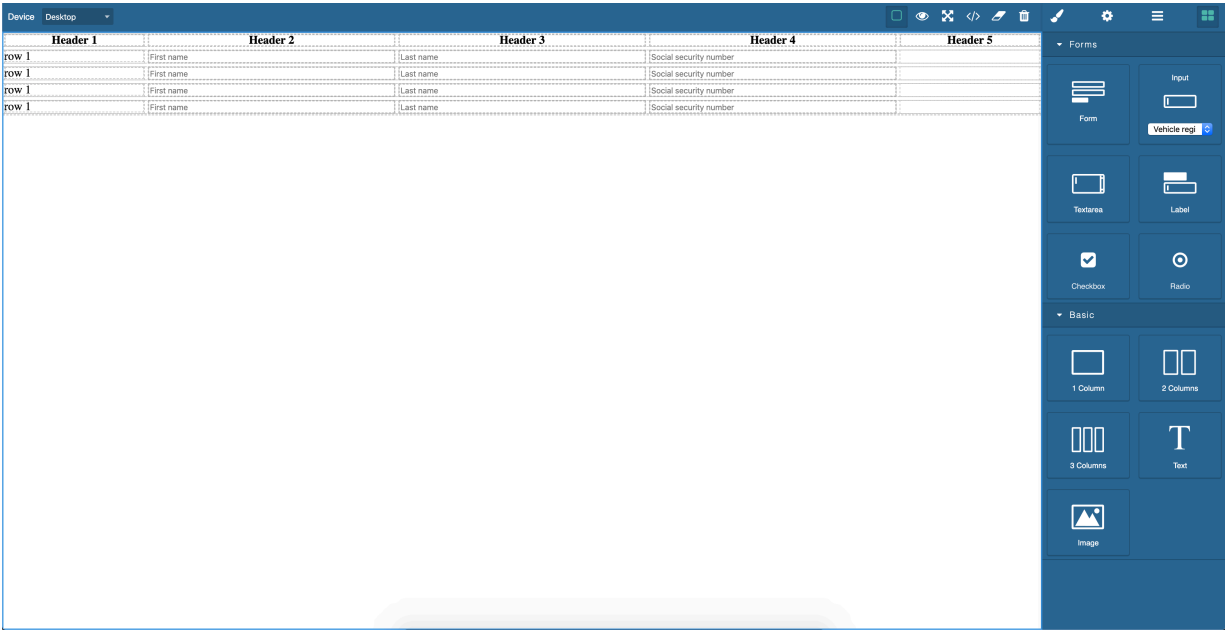 Device Desktop
Header 1 Header 2 Header 3 Header 4 Header 5
row 1 First name Last name Social security number
row 1 First name Last name Social security number
row 1 First name Last name Social security number
row 1 First name Last name Social security number
Forms
Input
Form
Vehicle regi
Textarea Label
Checkbox Radio
Basic
1 Column 2 Columns
3 Columns Text
Image